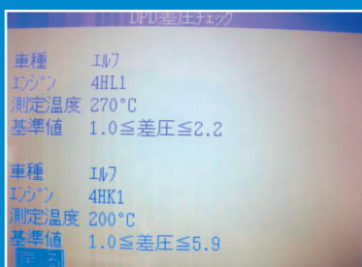 DPD差圧チェック
車種 エルフ
エンジン 4HL1
測定温度 270°C
基準値 1.0≦差圧≦2.2
車種 エルフ
エンジン 4HK1
測定温度 200°C
基準値 1.0≦差圧≦5.9
戻る